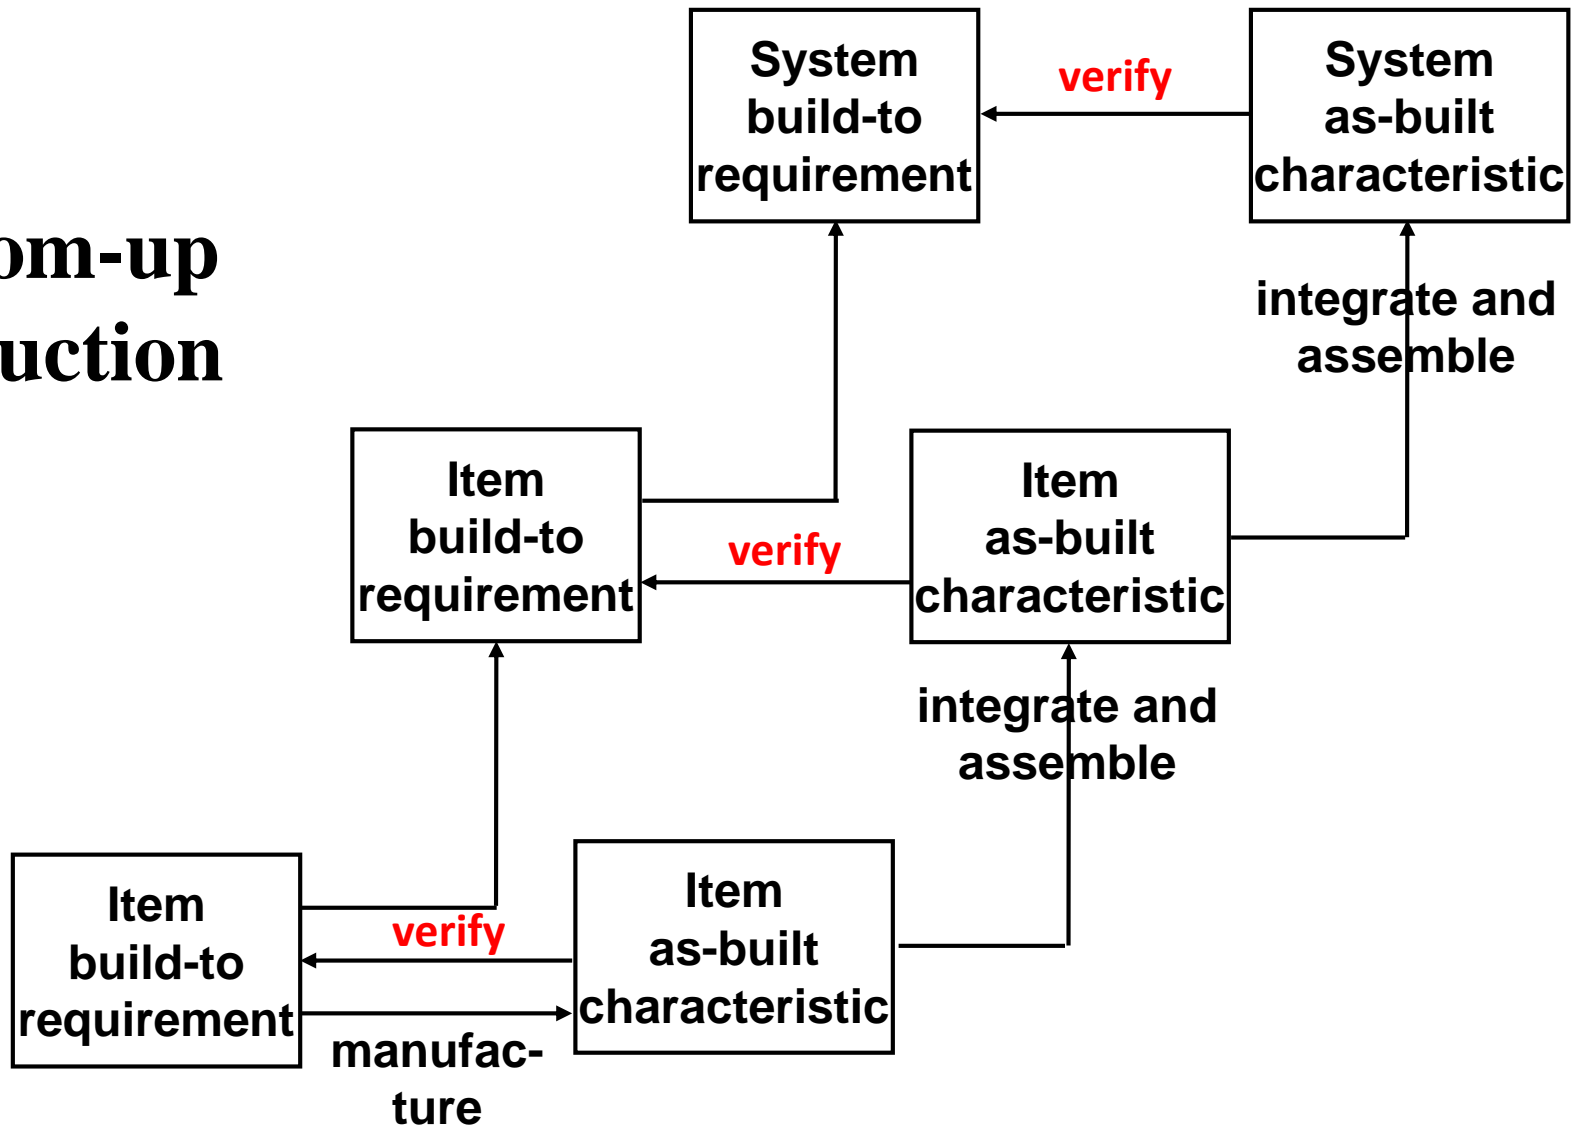 System
build-to
requirement
verify
System
as-built
characteristic
om-up
uction
integrate and
assemble
Item
build-to
requirement
verify
Item
as-built
characteristic
integrate and
assemble
Item
build-to
requirement
verify
manufac-
ture
Item
as-built
characteristic